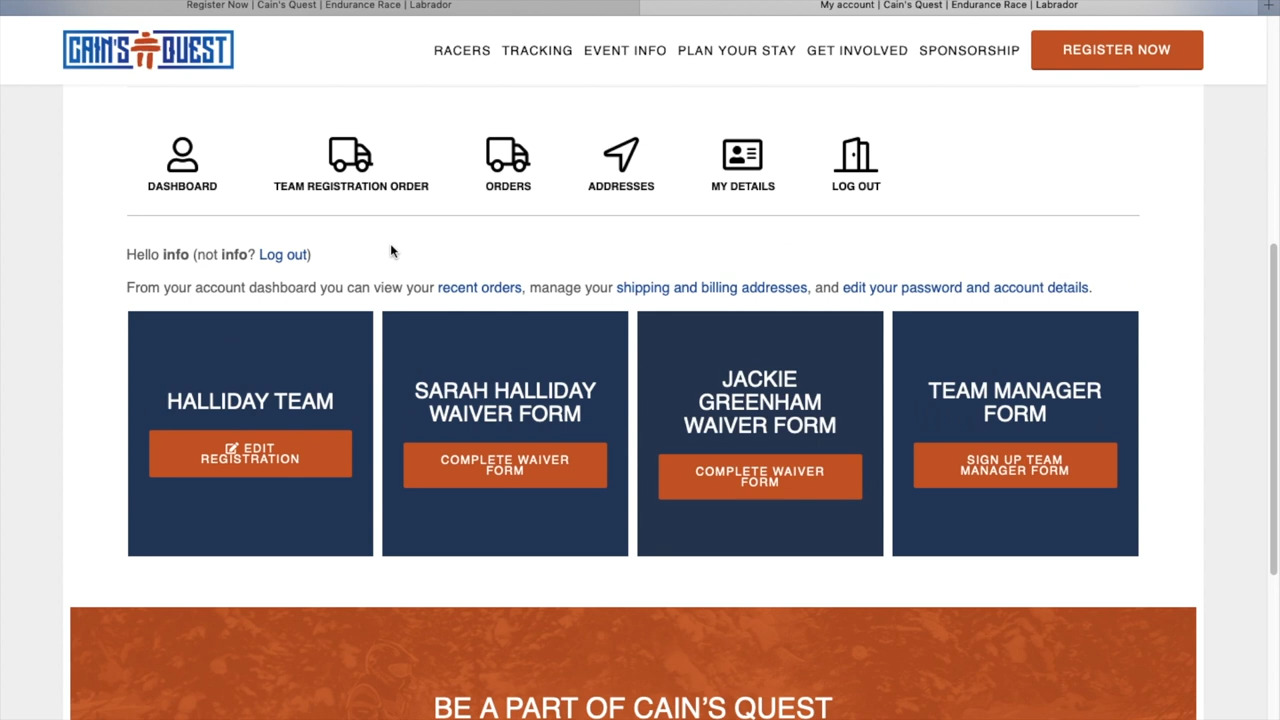 Register Now | Cain's Quest | Endurance Race | Labrador
My account | Cain's Quest | Endurance Race | Labrador
CAIN'S QUEST
RACERS TRACKING EVENT INFO PLAN YOUR STAY GET INVOLVED SPONSORSHIP
REGISTER NOW
DASHBOARD
TEAM REGISTRATION ORDER
ORDERS
ADDRESSES
MY DETAILS
LOG OUT
Hello info (not info? Log out)
From your account dashboard you can view your recent orders, manage your shipping and billing addresses, and edit your password and account details.
HALLIDAY TEAM
EDIT
REGISTRATION
SARAH HALLIDAY
WAIVER FORM
COMPLETE WAIVER
FORM
JACKIE
GREENHAM
WAIVER FORM
COMPLETE WAIVER
FORM
TEAM MANAGER
FORM
SIGN UP TEAM
MANAGER FORM
BE A PART OF CAIN'S QUEST